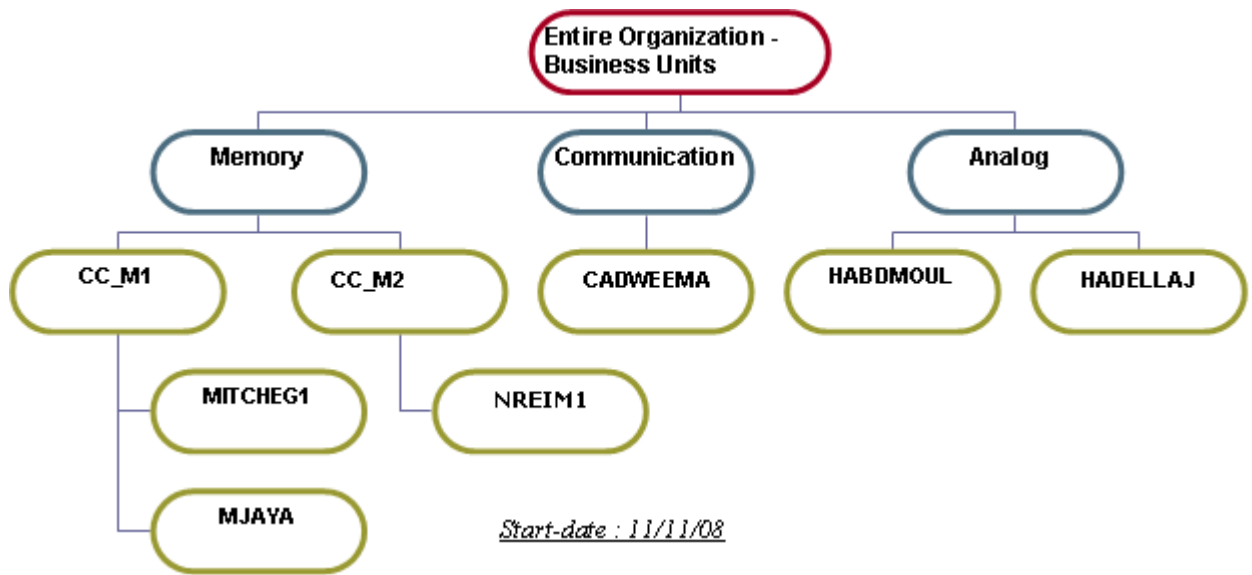 Entire Organization -
Business Units
Memory
Communication
Analog
CC_M1
CC_M2
CADWEEMA
HABDMOUL
HADELLAJ
MITCHEG1
NREIM1
MJAYA
Start-date : 11/11/08